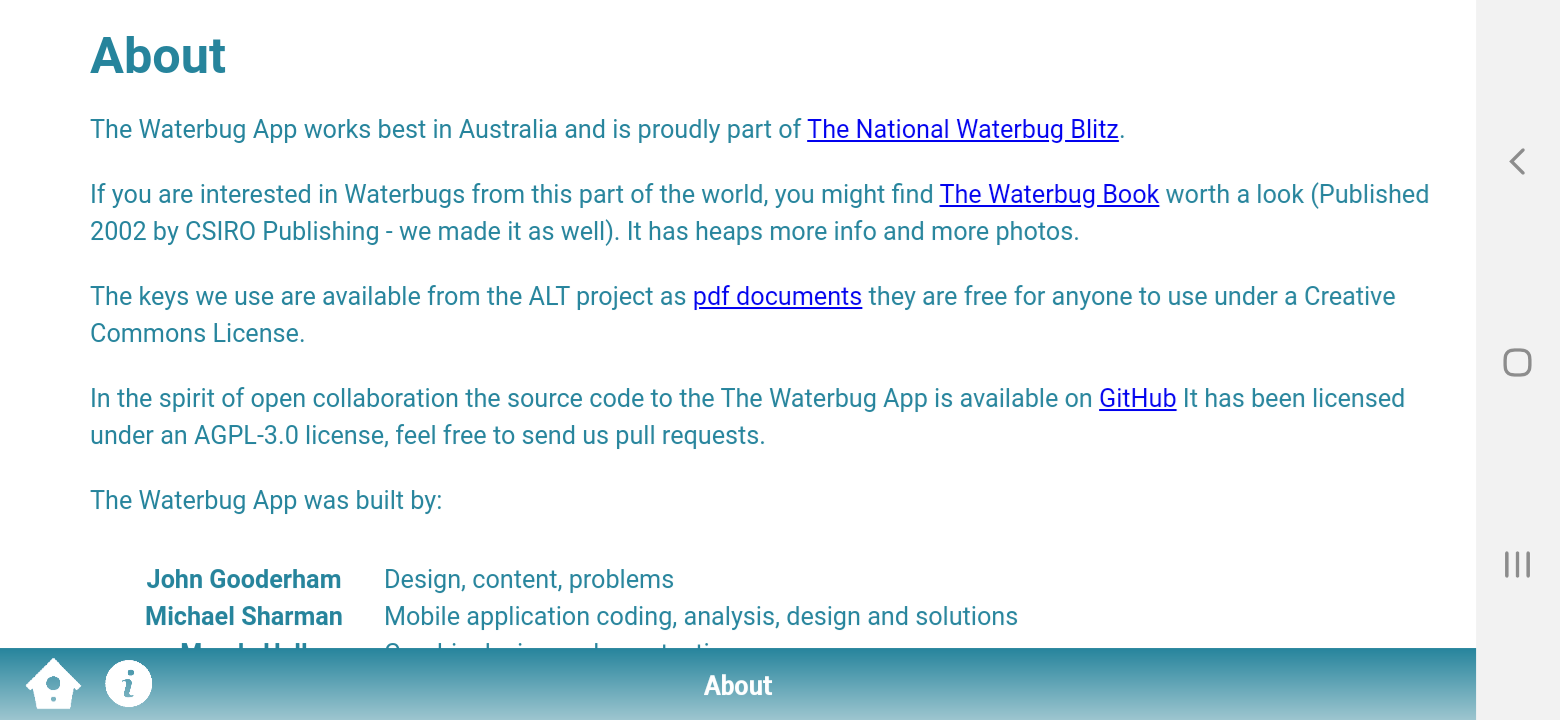 About
The Waterbug App works best in Australia and is proudly part of The National Waterbug Blitz.
If you are interested in Waterbugs from this part of the world, you might find The Waterbug Book worth a look (Published
2002 by CSIRO Publishing - we made it as well). It has heaps more info and more photos.
The keys we use are available from the ALT project as pdf documents they are free for anyone to use under a Creative
Commons License.
In the spirit of open collaboration the source code to the The Waterbug App is available on GitHub It has been licensed
under an AGPL-3.0 license, feel free to send us pull requests.
The Waterbug App was built by:
John Gooderham Design, content, problems
Michael Sharman Mobile application coding, analysis, design and solutions
About